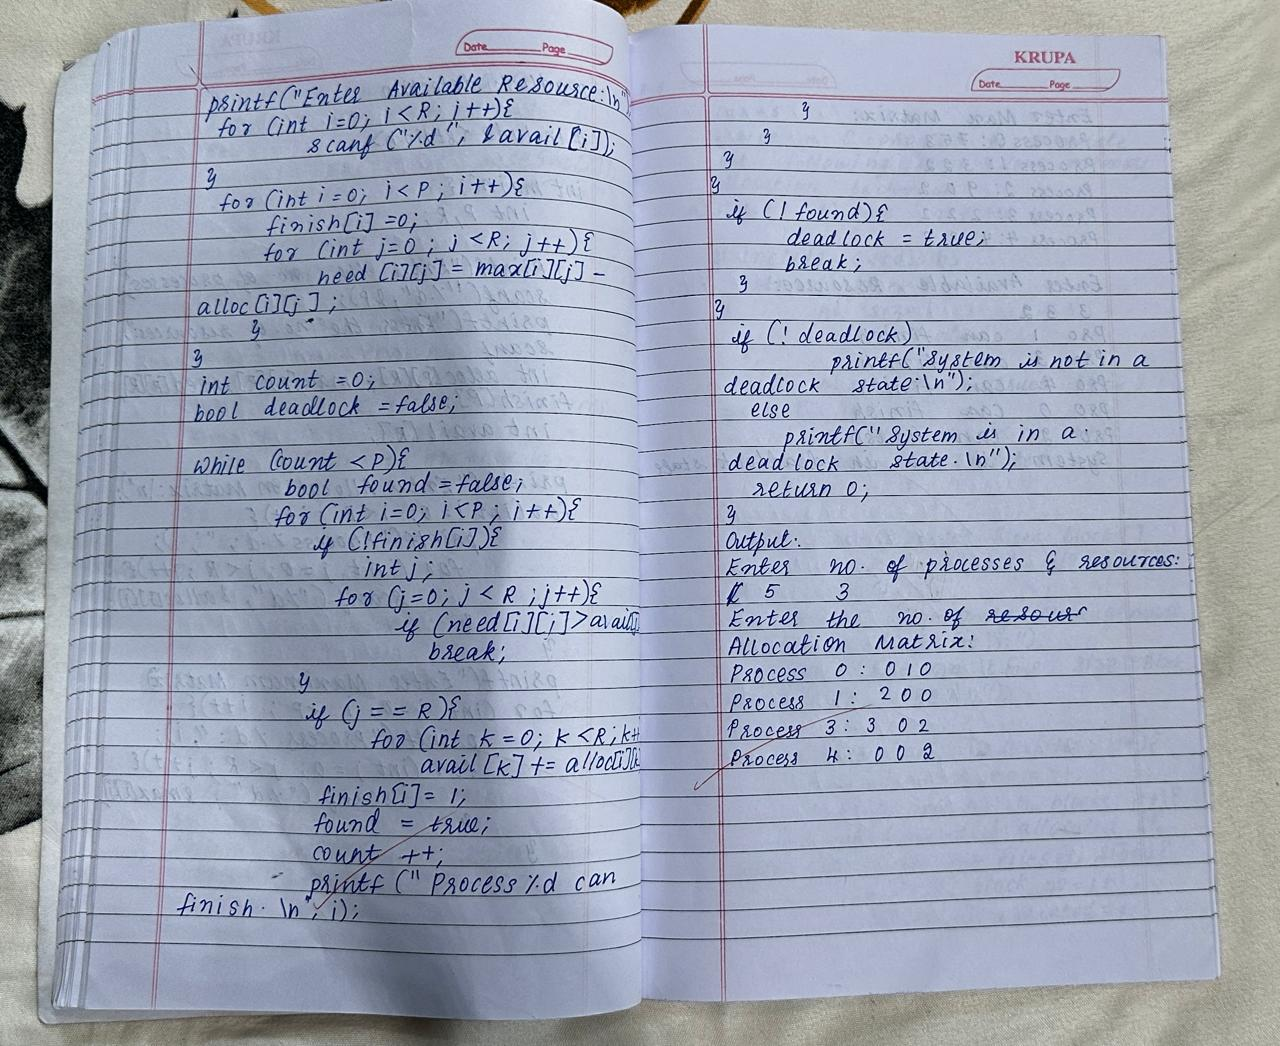 Date Page
printf("Enter Available Resource:\n"
for (int i=0; i<R; i++){
scanf ("%d", &avail[i]);
}
for (int i=0; i<P; i++){
finish[i] =0;
for (int j=0; j<R; j++){
need [i][j] = max[i][j] -
alloc[i][j];
}
}
int count =0;
bool deadlock =false;
while (count <P){
bool found =false;
for (int i=0; i<P; i++){
if (!finish[i]){
int j;
for (j=0; j<R; j++){
if (need[i][j]>avail[j
break;
}
if (j == R){
for (int k=0; k<R; k+
avail[k] += alloc[i][k
finish[i]= 1;
found = true;
count ++;
printf (" Process %d can
finish. \n", i);
KRUPA
Date Page
}
}
}
}
if (! found){
deadlock = true;
break;
}
}
if (! deadlock)
printf("System is not in a
deadlock state.\n");
else
printf(" System is in a
deadlock state. \n");
return 0;
}
Output:
Enter no. of processes & resources:
5 3
Enter the no. of resour
Allocation Matrix:
Process 0: 010
Process 1: 200
Process 3: 3 02
Process 4: 0 0 2